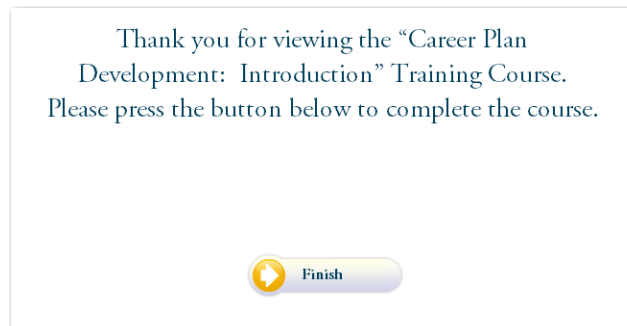 Thank you for viewing the “Career Plan
Development:  Introduction” Training Course.
Please press the button below to complete the course.
Finish